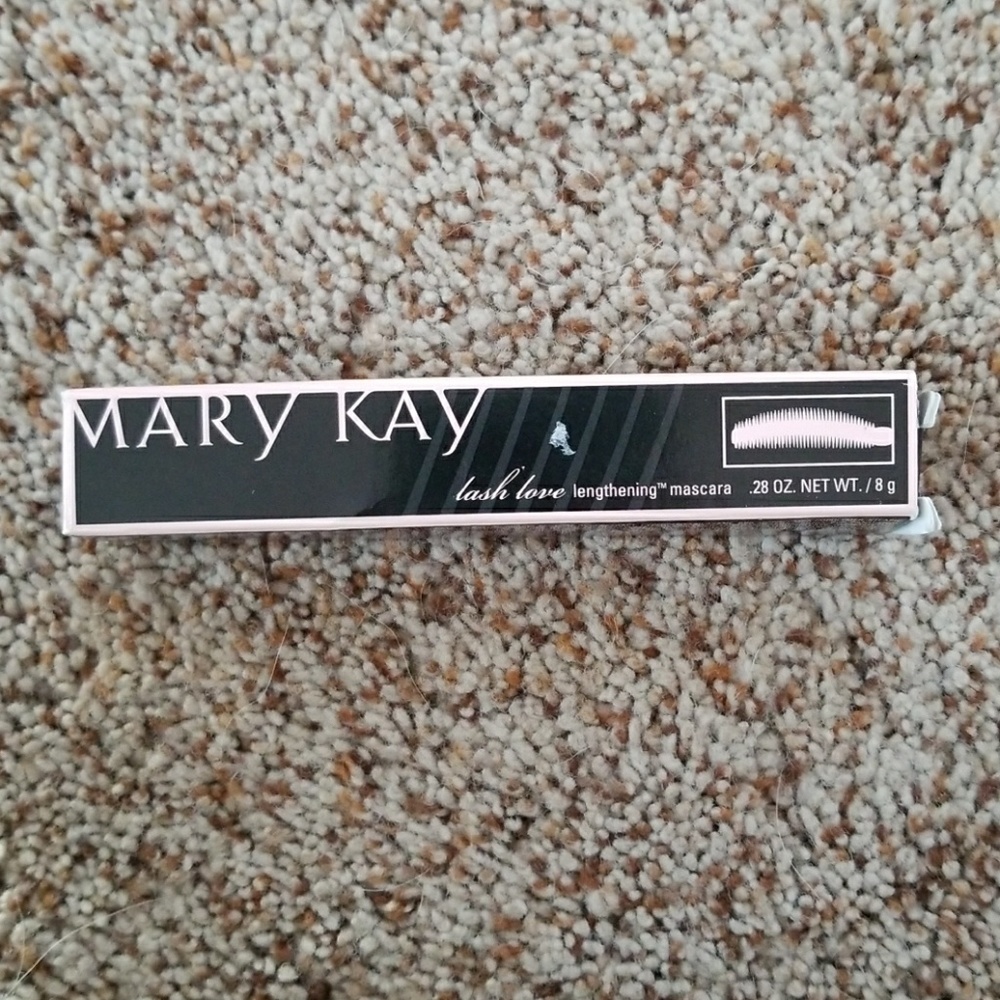 MARY KAY
lash love lengthening™ mascara .28 OZ. NET WT. / 8 g